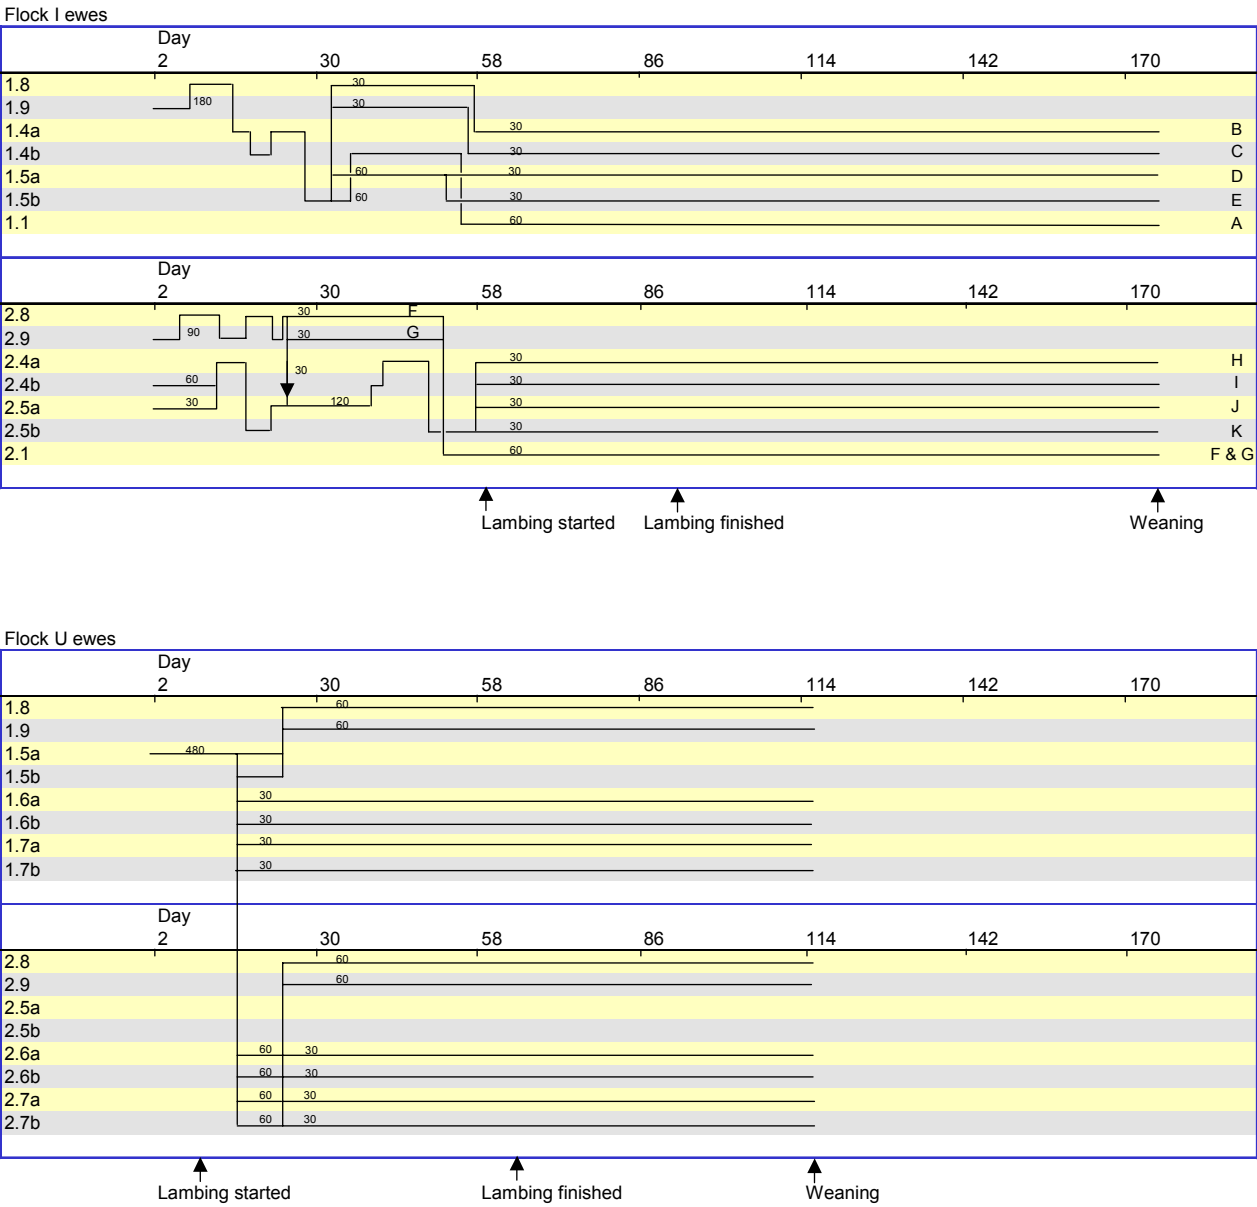 Flock I ewes
Day
2 30 58 86 114 142 170
1.8 30
1.9 180 30
1.4a 30 B
1.4b 30 C
1.5a 60 30 D
1.5b 60 30 E
1.1 60 A
Day
2 30 58 86 114 142 170
2.8 30 F
2.9 90 30 G
2.4a 30 H
2.4b 60 30 30 I
2.5a 30 120 30 J
2.5b 30 K
2.1 60 F & G
Lambing started Lambing finished Weaning
Flock U ewes
Day
2 30 58 86 114 142 170
1.8 60
1.9 60
1.5a 480
1.5b
1.6a 30
1.6b 30
1.7a 30
1.7b 30
Day
2 30 58 86 114 142 170
2.8 60
2.9 60
2.5a
2.5b
2.6a 60 30
2.6b 60 30
2.7a 60 30
2.7b 60 30
Lambing started Lambing finished Weaning